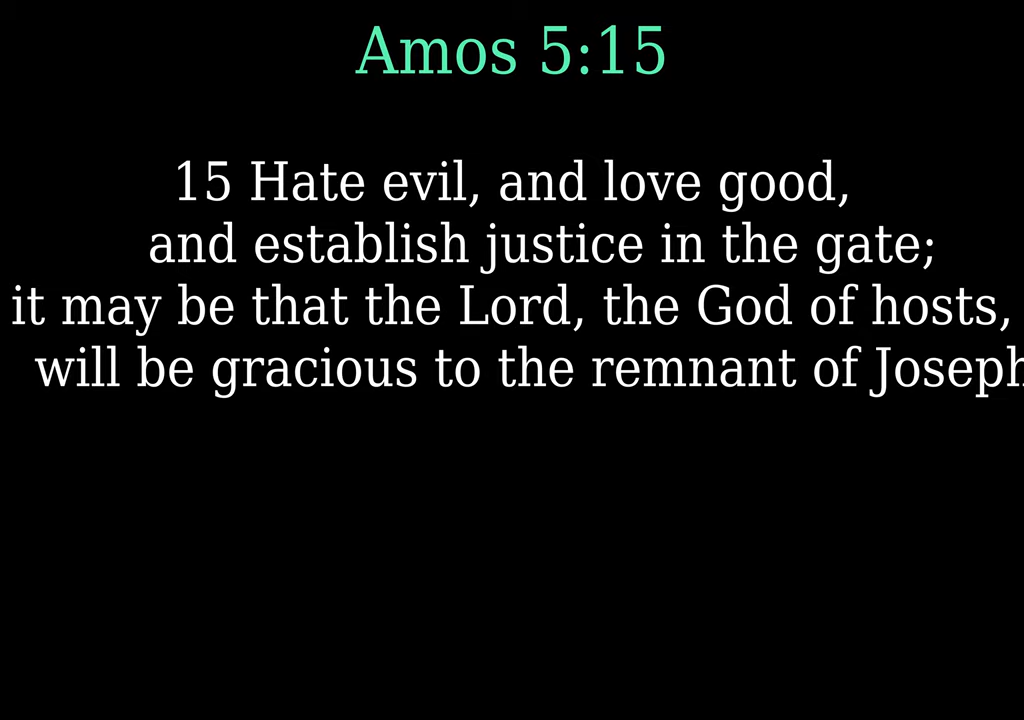 Amos 5:15
15 Hate evil, and love good,
and establish justice in the gate;
it may be that the Lord, the God of hosts,
will be gracious to the remnant of Joseph